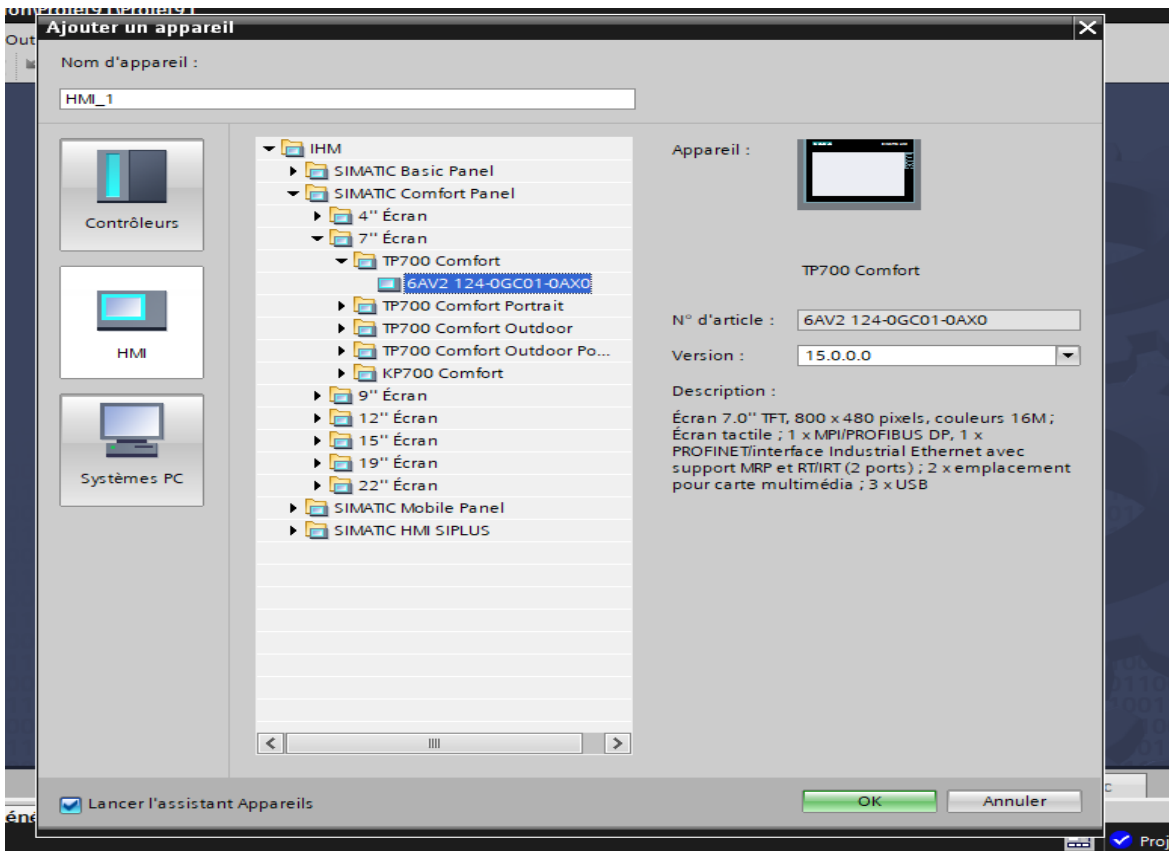 Ajouter un appareil
Out
Nom d'appareil :
HMI_1
Contrôleurs
HMI
Systèmes PC
IHM
SIMATIC Basic Panel
SIMATIC Comfort Panel
4'' Écran
7'' Écran
TP700 Comfort
6AV2 124-0GC01-0AX0
TP700 Comfort Portrait
TP700 Comfort Outdoor
TP700 Comfort Outdoor Po...
KP700 Comfort
9'' Écran
12'' Écran
15'' Écran
19'' Écran
22'' Écran
SIMATIC Mobile Panel
SIMATIC HMI SIPLUS
Appareil :
TP700 Comfort
N° d'article : 6AV2 124-0GC01-0AX0
Version : 15.0.0.0
Description :
Écran 7.0'' TFT, 800 x 480 pixels, couleurs 16M ;
Écran tactile ; 1 x MPI/PROFIBUS DP, 1 x
PROFINET/interface Industrial Ethernet avec
support MRP et RT/IRT (2 ports) ; 2 x emplacement
pour carte multimédia ; 3 x USB
Lancer l'assistant Appareils
OK
Annuler
éné
Proj